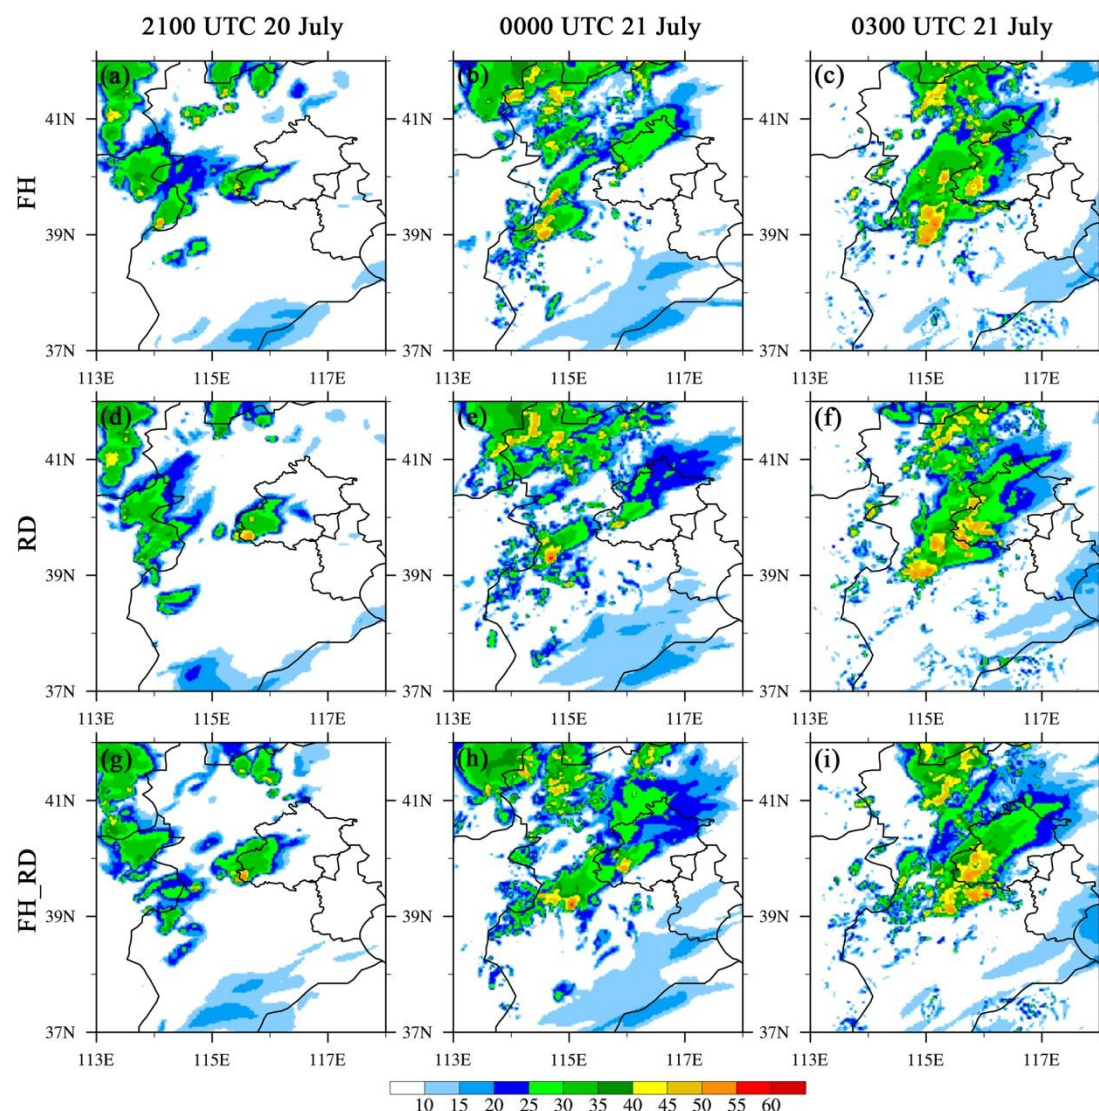 2100 UTC 20 July 0000 UTC 21 July 0300 UTC 21 July
FH
(a) (b) (c)
41N 41N 41N
39N 39N 39N
37N 37N 37N
113E 115E 117E 113E 115E 117E 113E 115E 117E
RD
(d) (e) (f)
41N 41N 41N
39N 39N 39N
37N 37N 37N
113E 115E 117E 113E 115E 117E 113E 115E 117E
FH_RD
(g) (h) (i)
41N 41N 41N
39N 39N 39N
37N 37N 37N
113E 115E 117E 113E 115E 117E 113E 115E 117E
10 15 20 25 30 35 40 45 50 55 60